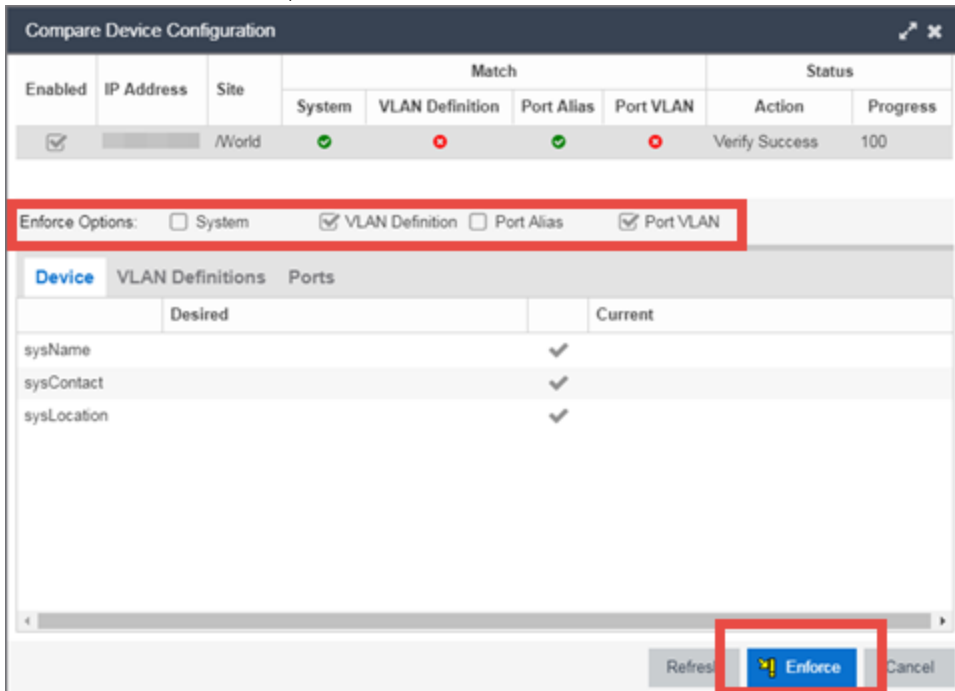 Compare Device Configuration
Enabled IP Address Site Match Status
System VLAN Definition Port Alias Port VLAN Action Progress
/World Verify Success 100
Enforce Options: System VLAN Definition Port Alias Port VLAN
Device VLAN Definitions Ports
Desired Current
sysName
sysContact
sysLocation
Refresh Enforce Cancel